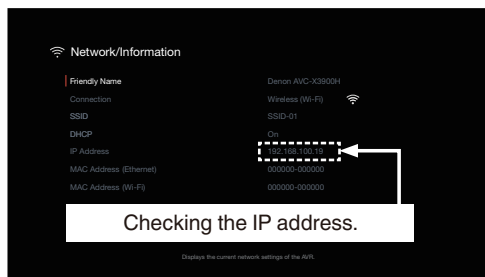 Network/Information
Friendly Name Denon AVC-X3900H
Connection Wireless (Wi-Fi)
SSID SSID-01
DHCP On
IP Address 192.168.100.19
MAC Address (Ethernet) 000000-000000
MAC Address (Wi-Fi) 000000-000000
Checking the IP address.
Displays the current network settings of the AVR.